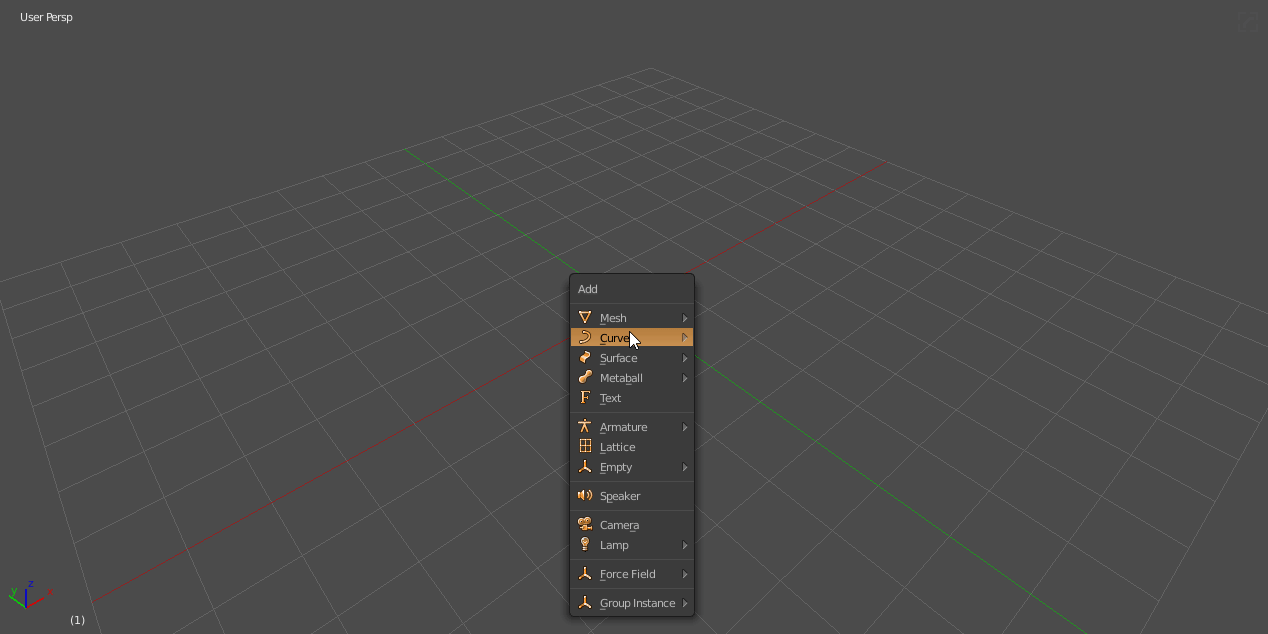 User Persp
Add
Mesh
Curve
Surface
Metaball
Text
Armature
Lattice
Empty
Speaker
Camera
Lamp
Force Field
Group Instance
z
y
x
(1)